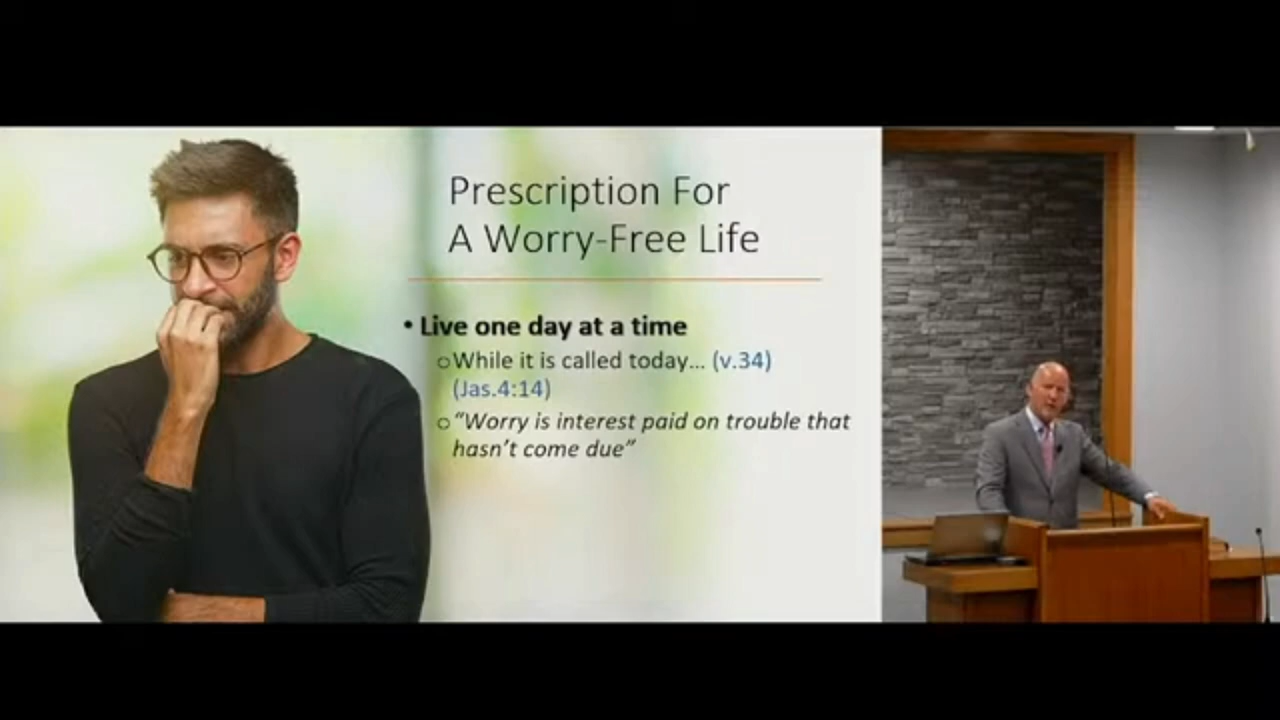 Prescription For
A Worry-Free Life
• Live one day at a time
o While it is called today... (v.34)
(Jas.4:14)
o "Worry is interest paid on trouble that
hasn't come due"